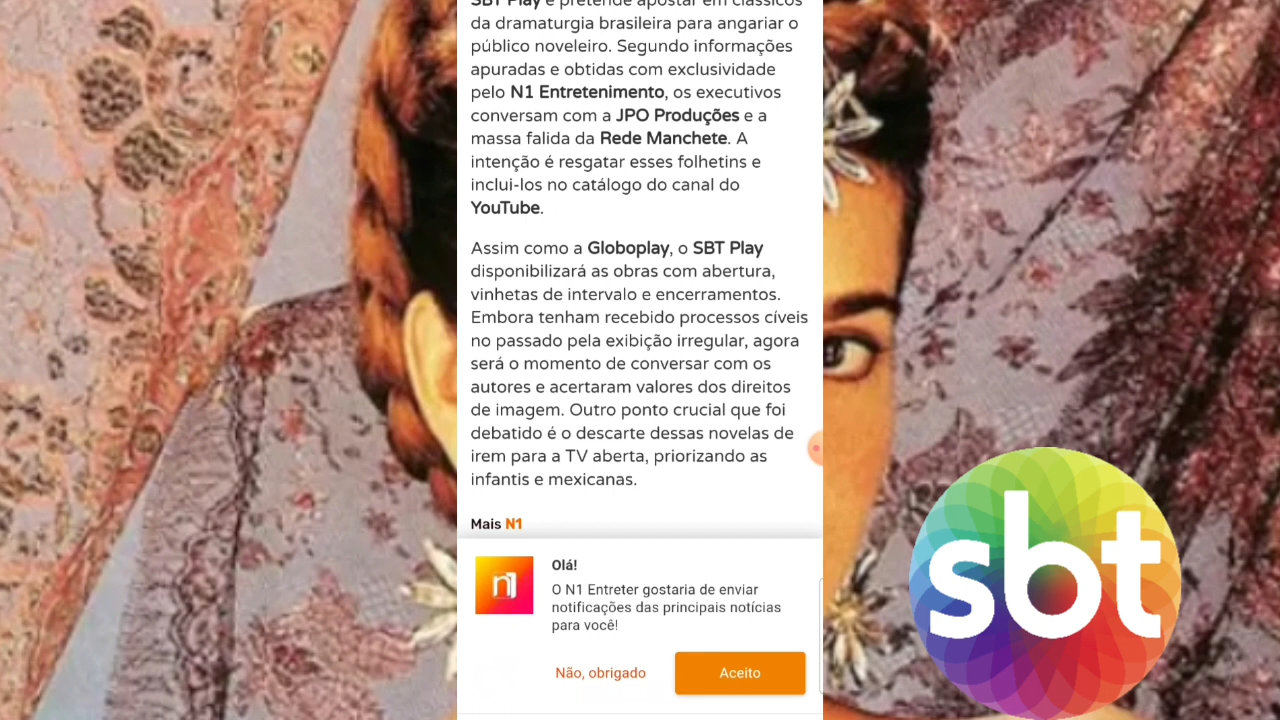 SBT Play e pretende apostar em clássicos
da dramaturgia brasileira para angariar o
público noveleiro. Segundo informações
apuradas e obtidas com exclusividade
pelo N1 Entretenimento, os executivos
conversam com a JPO Produções e a
massa falida da Rede Manchete. A
intenção é resgatar esses folhetins e
inclui-los no catálogo do canal do
YouTube.
Assim como a Globoplay, o SBT Play
disponibilizará as obras com abertura,
vinhetas de intervalo e encerramentos.
Embora tenham recebido processos cíveis
no passado pela exibição irregular, agora
será o momento de conversar com os
autores e acertaram valores dos direitos
de imagem. Outro ponto crucial que foi
debatido é o descarte dessas novelas de
irem para a TV aberta, priorizando as
infantis e mexicanas.
Mais N1
n
Olá!
O N1 Entreter gostaria de enviar
notificações das principais notícias
para você!
Não, obrigado
Aceito
sbt